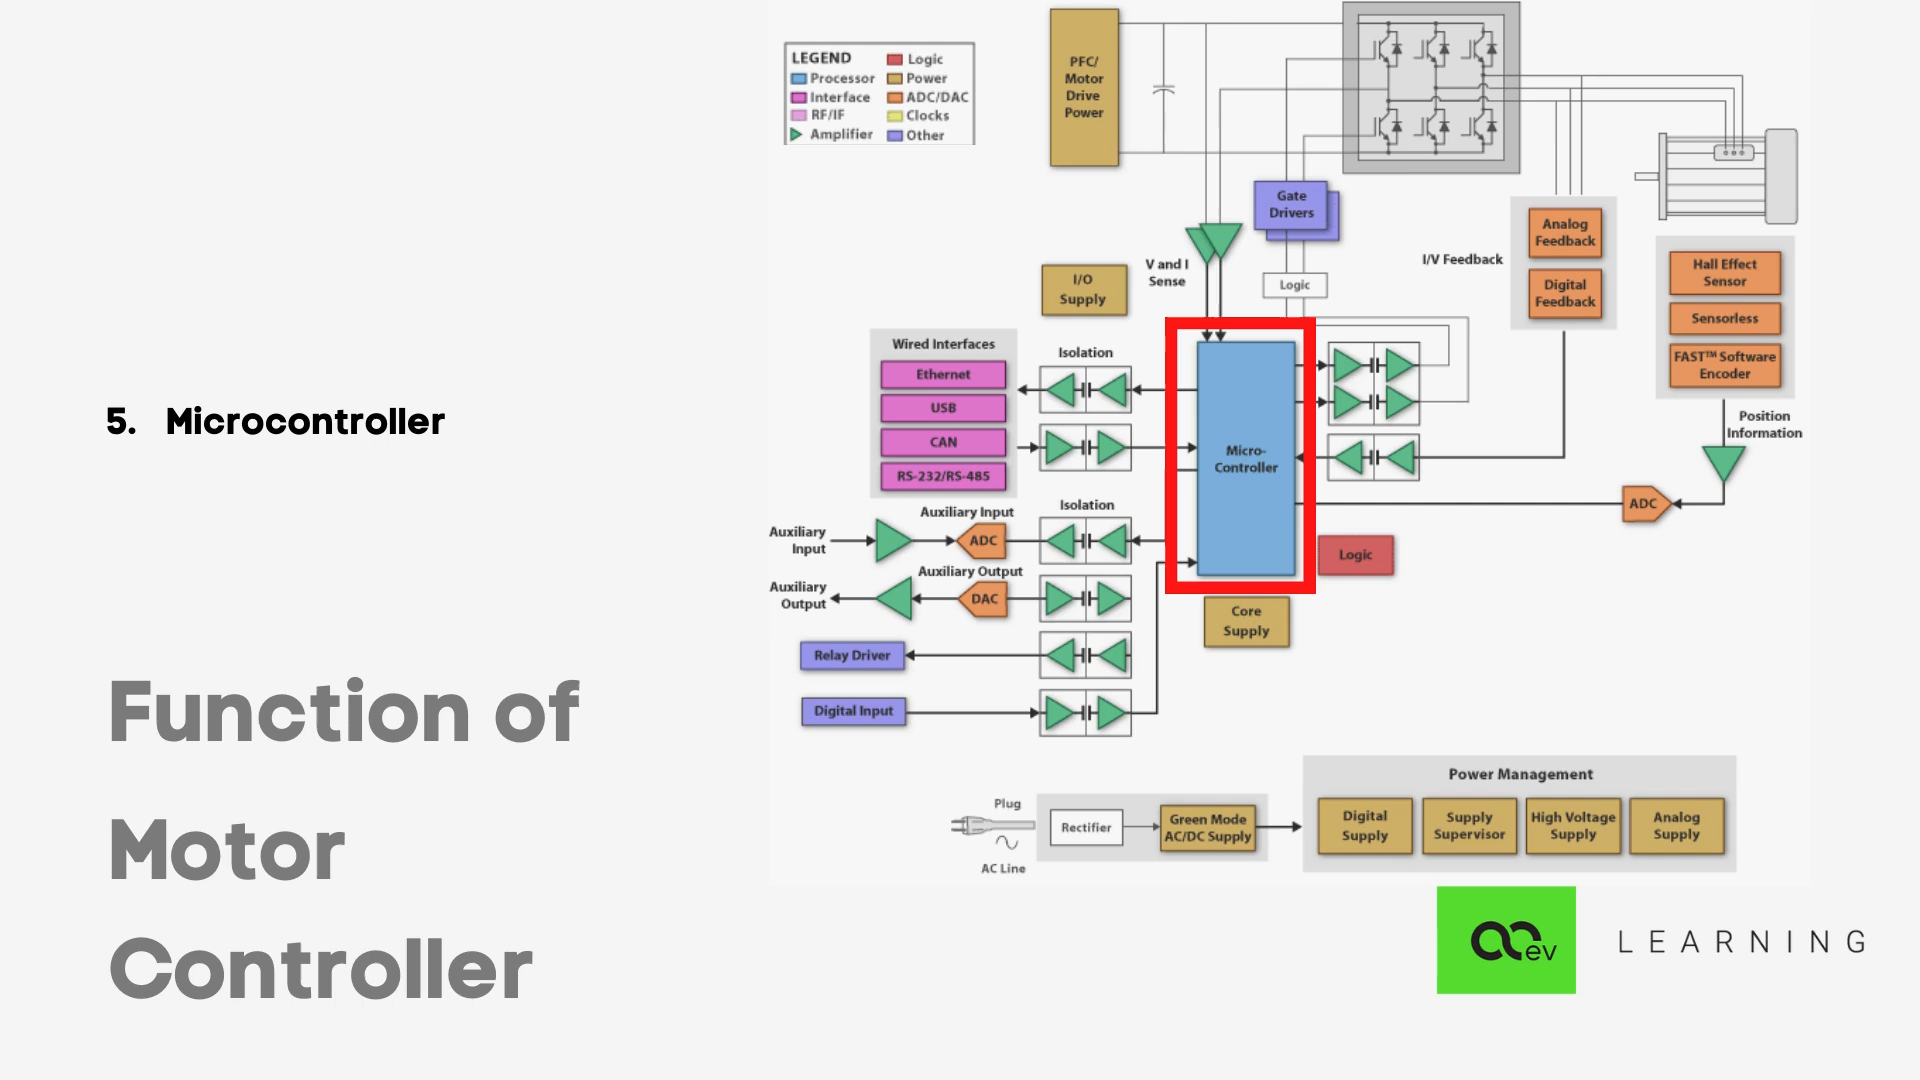 5. Microcontroller
Function of
Motor
Controller
LEGEND
Processor
Interface
RF/IF
Amplifier
Logic
Power
ADC/DAC
Clocks
Other
PFC/
Motor
Drive
Power
Gate
Drivers
V and I
Sense
Logic
I/V Feedback
Analog
Feedback
Digital
Feedback
Hall Effect
Sensor
Sensorless
FAST™ Software
Encoder
Position
Information
ADC
I/O
Supply
Wired Interfaces
Ethernet
USB
CAN
RS-232/RS-485
Isolation
Micro-
Controller
Isolation
Auxiliary Input
Auxiliary
Input
ADC
Auxiliary Output
Auxiliary
Output
DAC
Relay Driver
Digital Input
Logic
Core
Supply
Plug
AC Line
Rectifier
Green Mode
AC/DC Supply
Power Management
Digital
Supply
Supply
Supervisor
High Voltage
Supply
Analog
Supply
ev
LEARNING